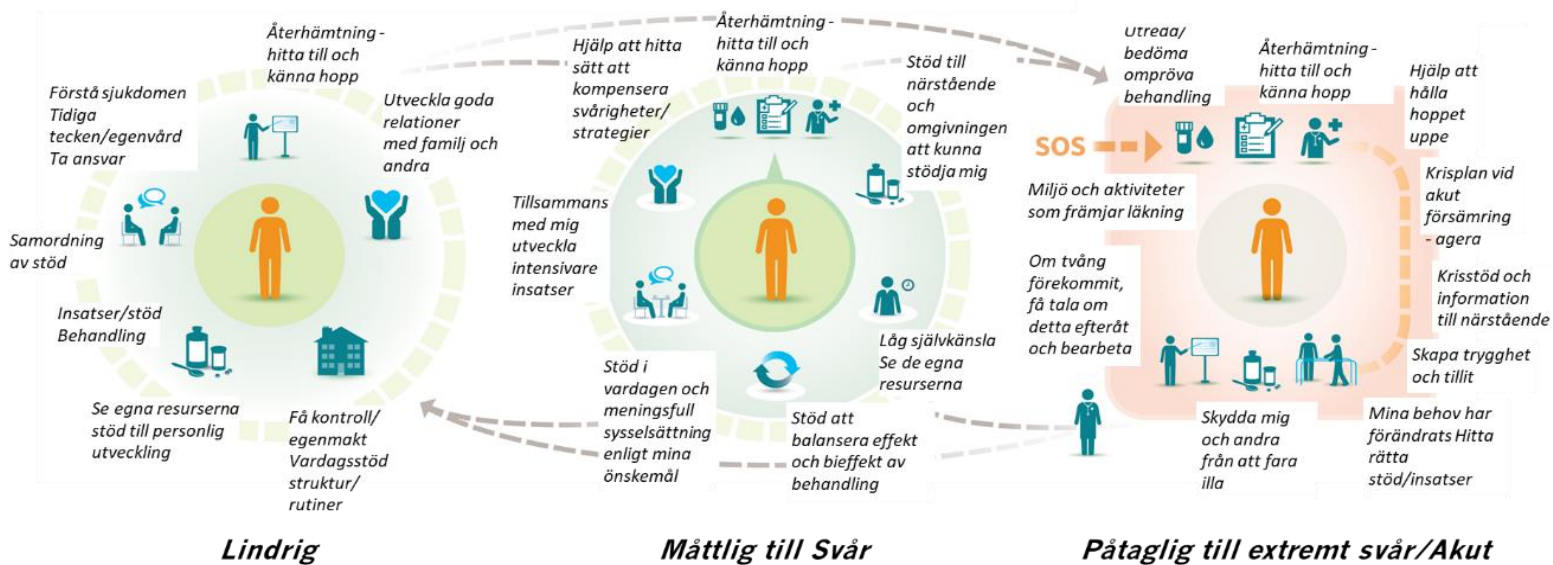 Återhämtning -
hitta till och
känna hopp
Förstå sjukdomen
Tidiga
tecken/egenvård
Ta ansvar
Utveckla goda
relationer
med familj och
andra
Samordning
av stöd
Insatser/stöd
Behandling
Se egna resurserna
stöd till personlig
utveckling
Få kontroll/
egenmakt
Vardagsstöd
struktur/
rutiner
Lindrig
Återhämtning -
hitta till och
känna hopp
Hjälp att hitta
sätt att
kompensera
svårigheter/
strategier
Stöd till
närstående
och
omgivningen
att kunna
stödja mig
Tillsammans
med mig
utveckla
intensivare
insatser
Låg självkänsla
Se de egna
resurserna
Stöd i
vardagen och
meningsfull
sysselsättning
enligt mina
önskemål
Stöd att
balansera effekt
och bieffekt av
behandling
Måttlig till Svår
Utreda/
bedöma
ompröva
behandling
Återhämtning -
hitta till och
känna hopp
Hjälp att
hålla
hoppet
uppe
SOS
Miljö och aktiviteter
som främjar läkning
Krisplan vid
akut
försämring
- agera
Om tvång
förekommit,
få tala om
detta efteråt
och bearbeta
Krisstöd och
information
till närstående
Skapa trygghet
och tillit
Skydda mig
och andra
från att fara
illa
Mina behov har
förändrats Hitta
rätta
stöd/insatser
Påtaglig till extremt svår/Akut